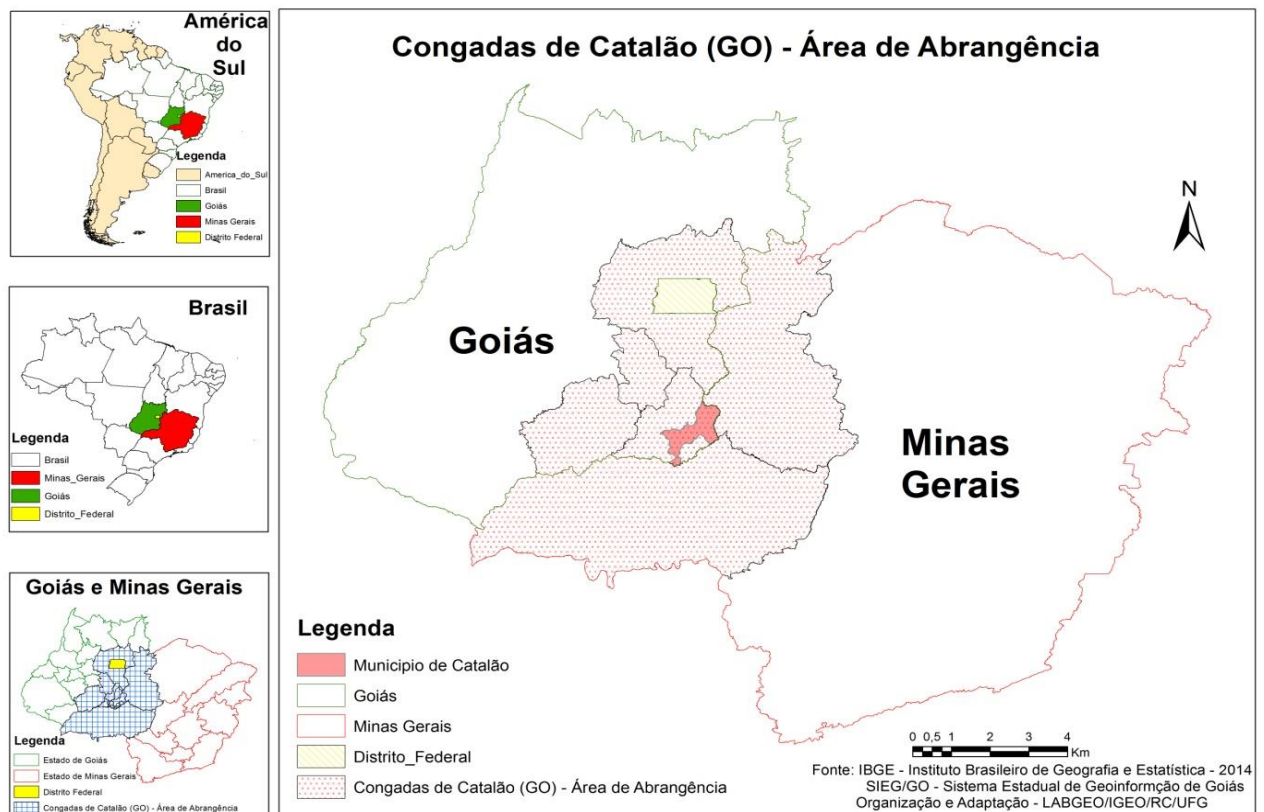 América
do
Sul
Legenda
America_do_Sul
Brasil
Goiás
Minas Gerais
Distrito Federal
Brasil
Legenda
Brasil
Minas_Gerais
Goiás
Distrito_Federal
Goiás e Minas Gerais
Legenda
Estado de Goiás
Estado de Minas Gerais
Distrito Federal
Congadas de Catalão (GO) - Área de Abrangência
Congadas de Catalão (GO) - Área de Abrangência
N
Goiás
Minas
Gerais
Legenda
Municipio de Catalão
Goiás
Minas Gerais
Distrito_Federal
Congadas de Catalão (GO) - Área de Abrangência
0 0,5 1 2 3 4
Km
Fonte: IBGE - Instituto Brasileiro de Geografia e Estatística - 2014
SIEG/GO - Sistema Estadual de Geoinformção de Goiás
Organização e Adaptação - LABGEO/IGEO/RC/UFG